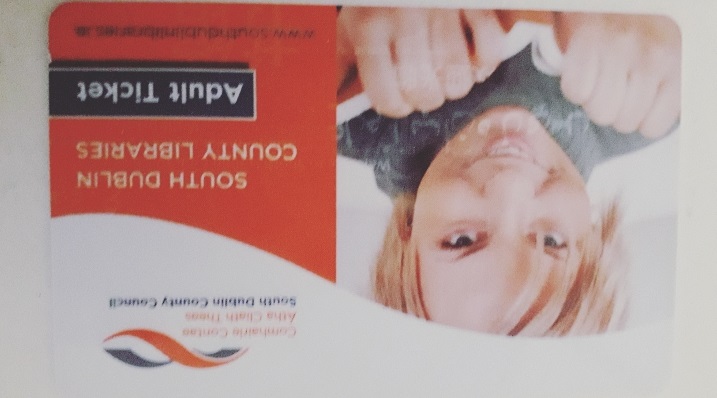 Comhairle Contae
Átha Cliath Theas
South Dublin County Council
SOUTH DUBLIN
COUNTY LIBRARIES
Adult Ticket
www.southdublinlibraries.ie